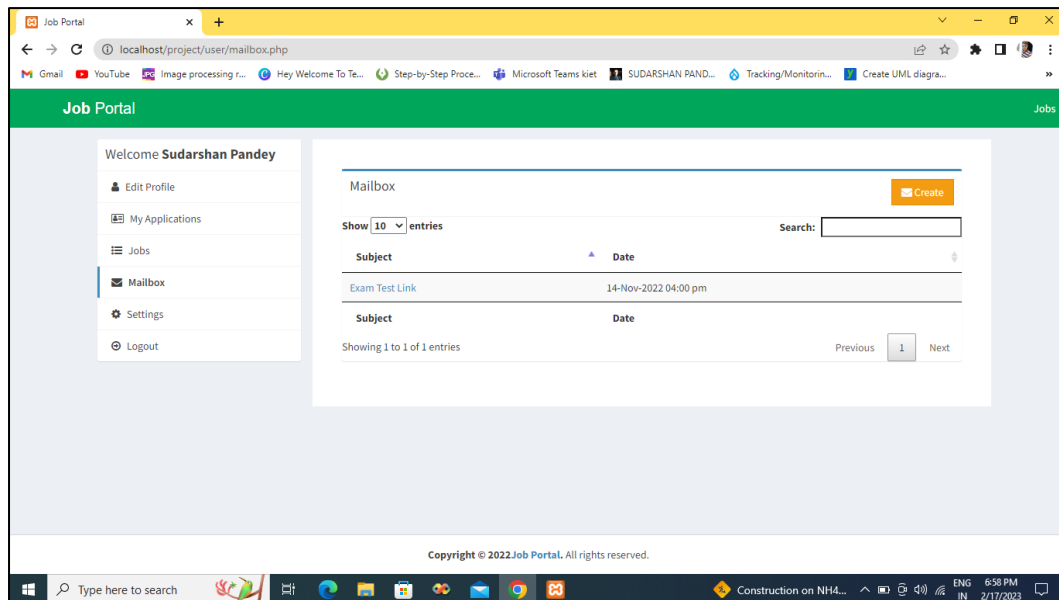 Job Portal
localhost/project/user/mailbox.php
Gmail YouTube Image processing r... Hey Welcome To Te... Step-by-Step Proce... Microsoft Teams kiet SUDARSHAN PAND... Tracking/Monitorin... Create UML diagra... »
Job Portal Jobs
Welcome Sudarshan Pandey
Edit Profile
My Applications
Jobs
Mailbox
Settings
Logout
Mailbox Create
Show 10 entries Search:
Subject Date
Exam Test Link 14-Nov-2022 04:00 pm
Subject Date
Showing 1 to 1 of 1 entries Previous 1 Next
Copyright © 2022Job Portal. All rights reserved.
Type here to search Construction on NH4... ENG 6:58 PM
IN 2/17/2023